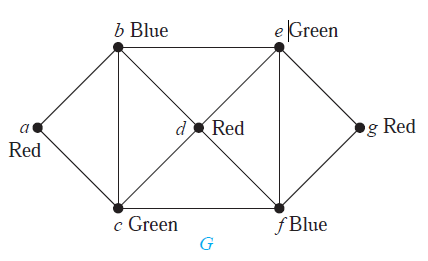 b Blue
e Green
a
Red
d Red
g Red
c Green
f Blue
G